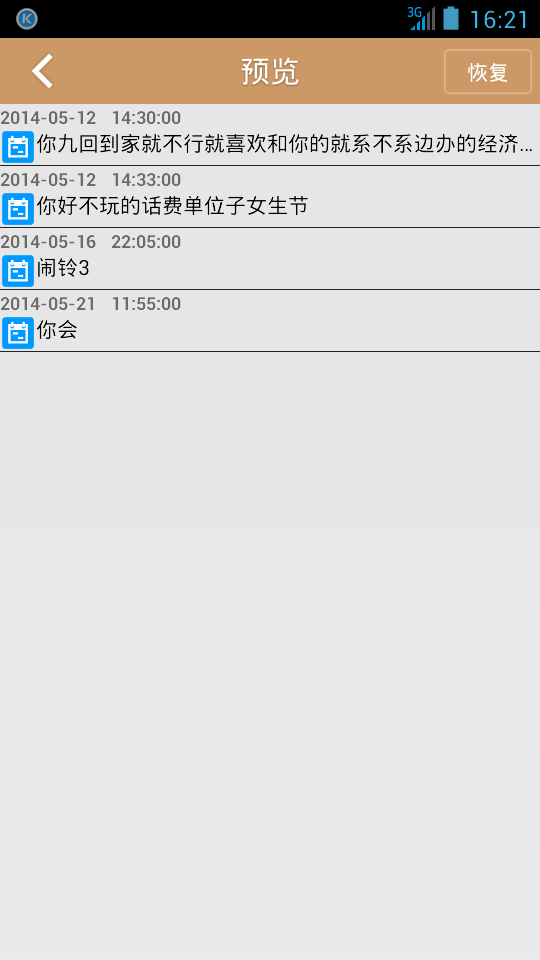 3G 16:21
预览 恢复
2014-05-12 14:30:00
你九回到家就不行就喜欢和你的就系不系边办的经济...
2014-05-12 14:33:00
你好不玩的话费单位子女生节
2014-05-16 22:05:00
闹铃3
2014-05-21 11:55:00
你会